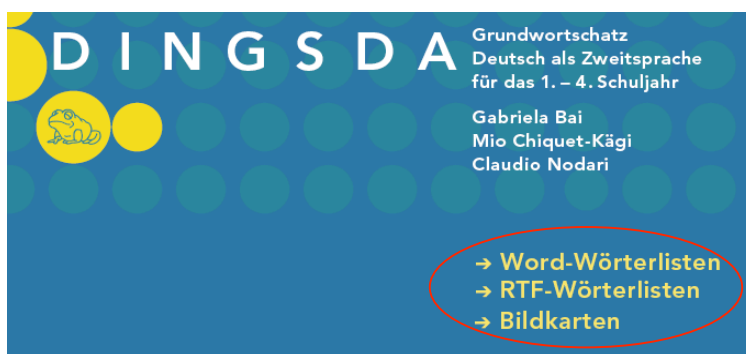 DINGSDA
Grundwortschatz
Deutsch als Zweitsprache
für das 1. – 4. Schuljahr
Gabriela Bai
Mio Chiquet-Kägi
Claudio Nodari
→ Word-Wörterlisten
→ RTF-Wörterlisten
→ Bildkarten